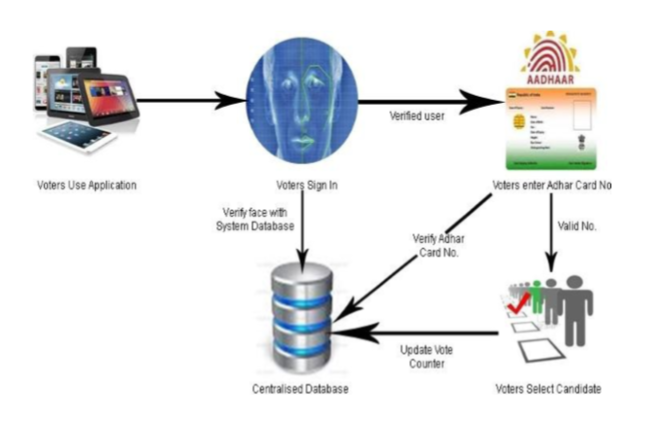 AADHAAR
Verified user
Voters Use Application
Voters Sign In
Voters enter Adhar Card No
Verify face with
System Database
Verify Adhar
Card No.
Valid No.
Update Vote
Counter
Centralised Database
Voters Select Candidate